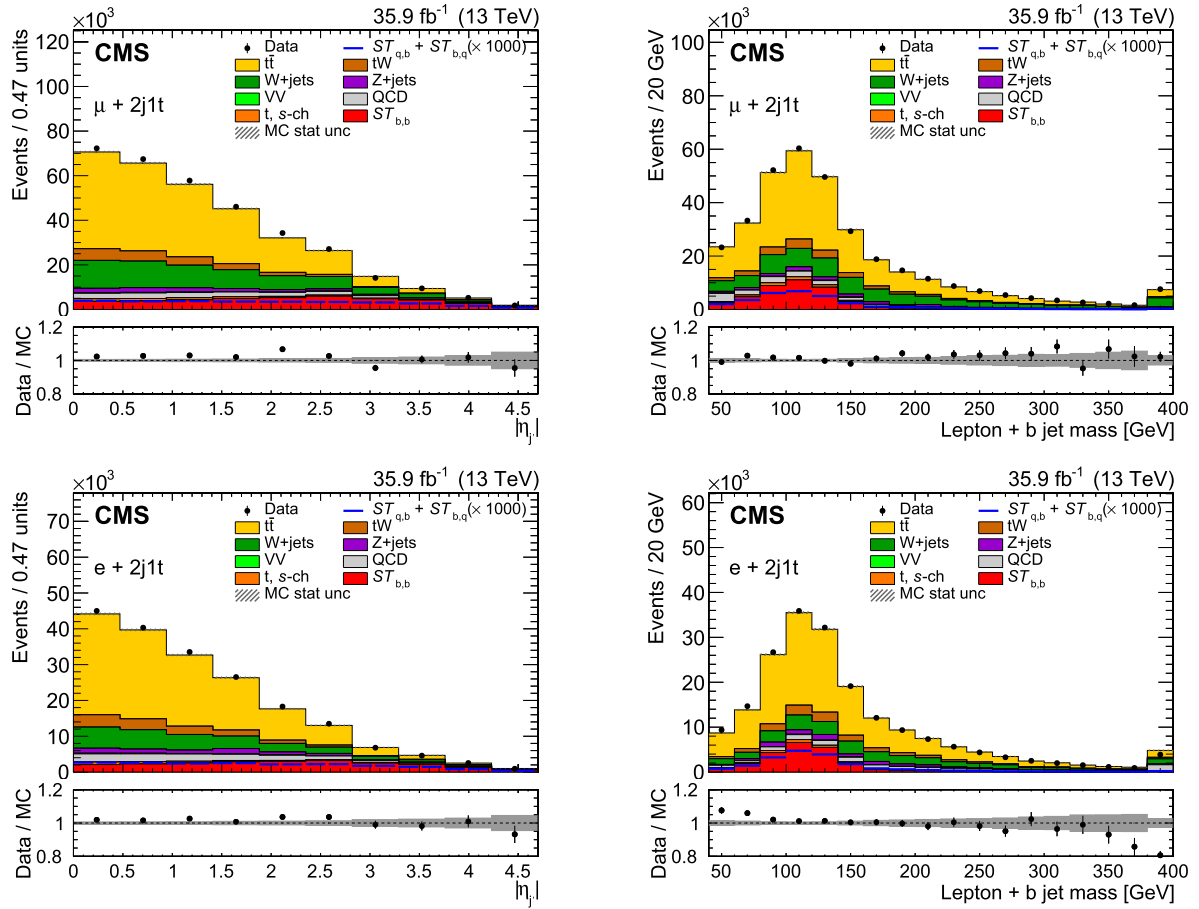 ×10³ 35.9 fb⁻¹ (13 TeV)
Events / 0.47 units
120
100
80
60
40
20
0
CMS
μ + 2j1t
Data ST q,b + ST b,q (× 1000)
tt̄ tW
W+jets Z+jets
VV QCD
t, s-ch ST b,b
MC stat unc
Data / MC
1.2
1
0.8
0 0.5 1 1.5 2 2.5 3 3.5 4 4.5
|η j'|
×10³ 35.9 fb⁻¹ (13 TeV)
Events / 20 GeV
100
80
60
40
20
0
CMS
μ + 2j1t
Data ST q,b + ST b,q (× 1000)
tt̄ tW
W+jets Z+jets
VV QCD
t, s-ch ST b,b
MC stat unc
Data / MC
1.2
1
0.8
50 100 150 200 250 300 350 400
Lepton + b jet mass [GeV]
×10³ 35.9 fb⁻¹ (13 TeV)
Events / 0.47 units
70
60
50
40
30
20
10
0
CMS
e + 2j1t
Data ST q,b + ST b,q (× 1000)
tt̄ tW
W+jets Z+jets
VV QCD
t, s-ch ST b,b
MC stat unc
Data / MC
1.2
1
0.8
0 0.5 1 1.5 2 2.5 3 3.5 4 4.5
|η j'|
×10³ 35.9 fb⁻¹ (13 TeV)
Events / 20 GeV
60
50
40
30
20
10
0
CMS
e + 2j1t
Data ST q,b + ST b,q (× 1000)
tt̄ tW
W+jets Z+jets
VV QCD
t, s-ch ST b,b
MC stat unc
Data / MC
1.2
1
0.8
50 100 150 200 250 300 350 400
Lepton + b jet mass [GeV]